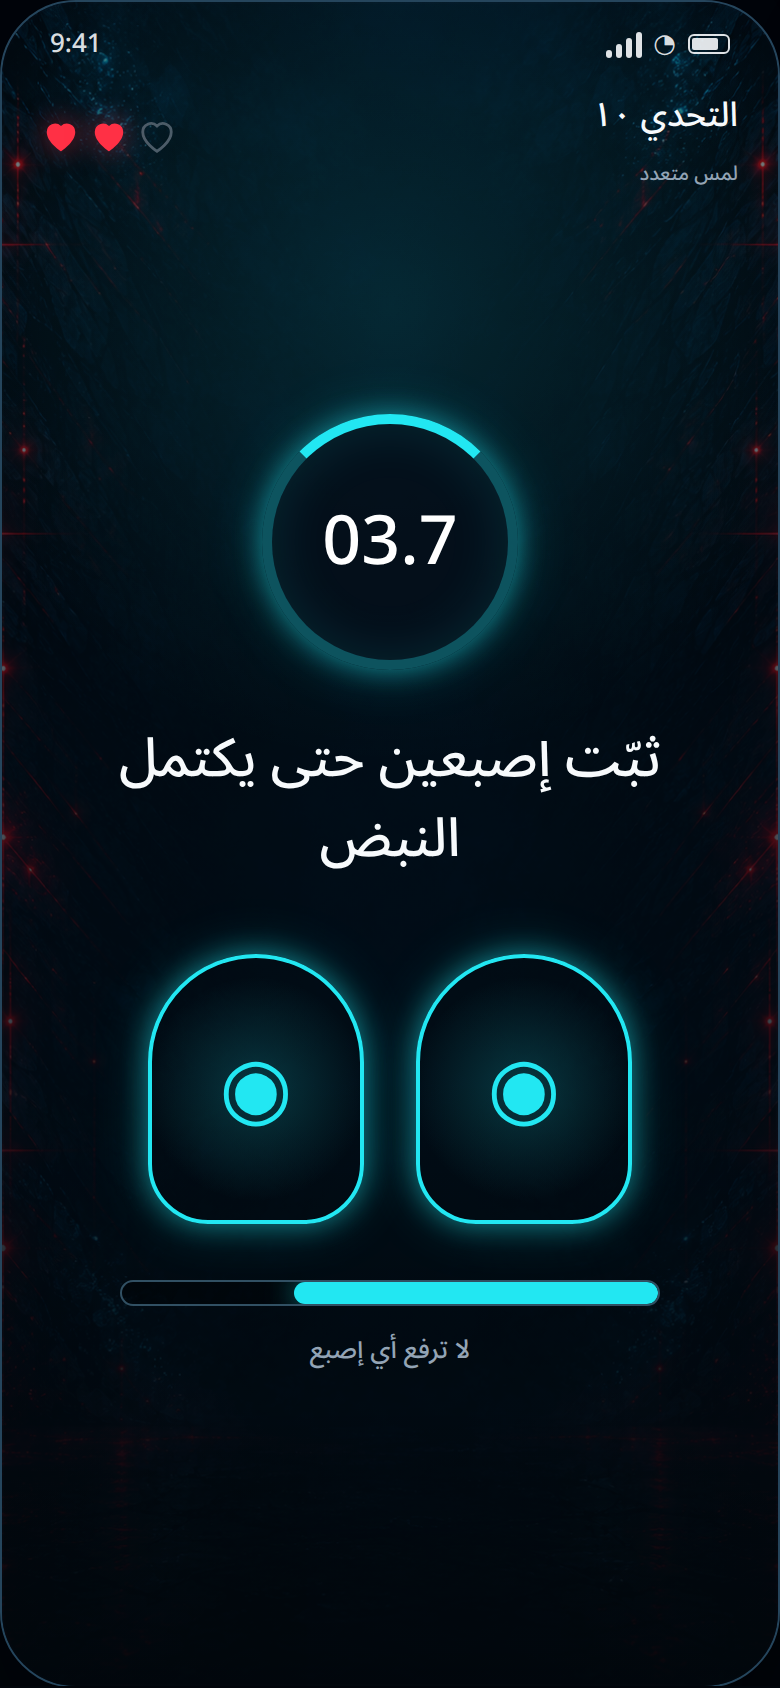 9:41
التحدي ١٠
لمس متعدد
03.7
ثبّت إصبعين حتى يكتمل
النبض
لا ترفع أي إصبع